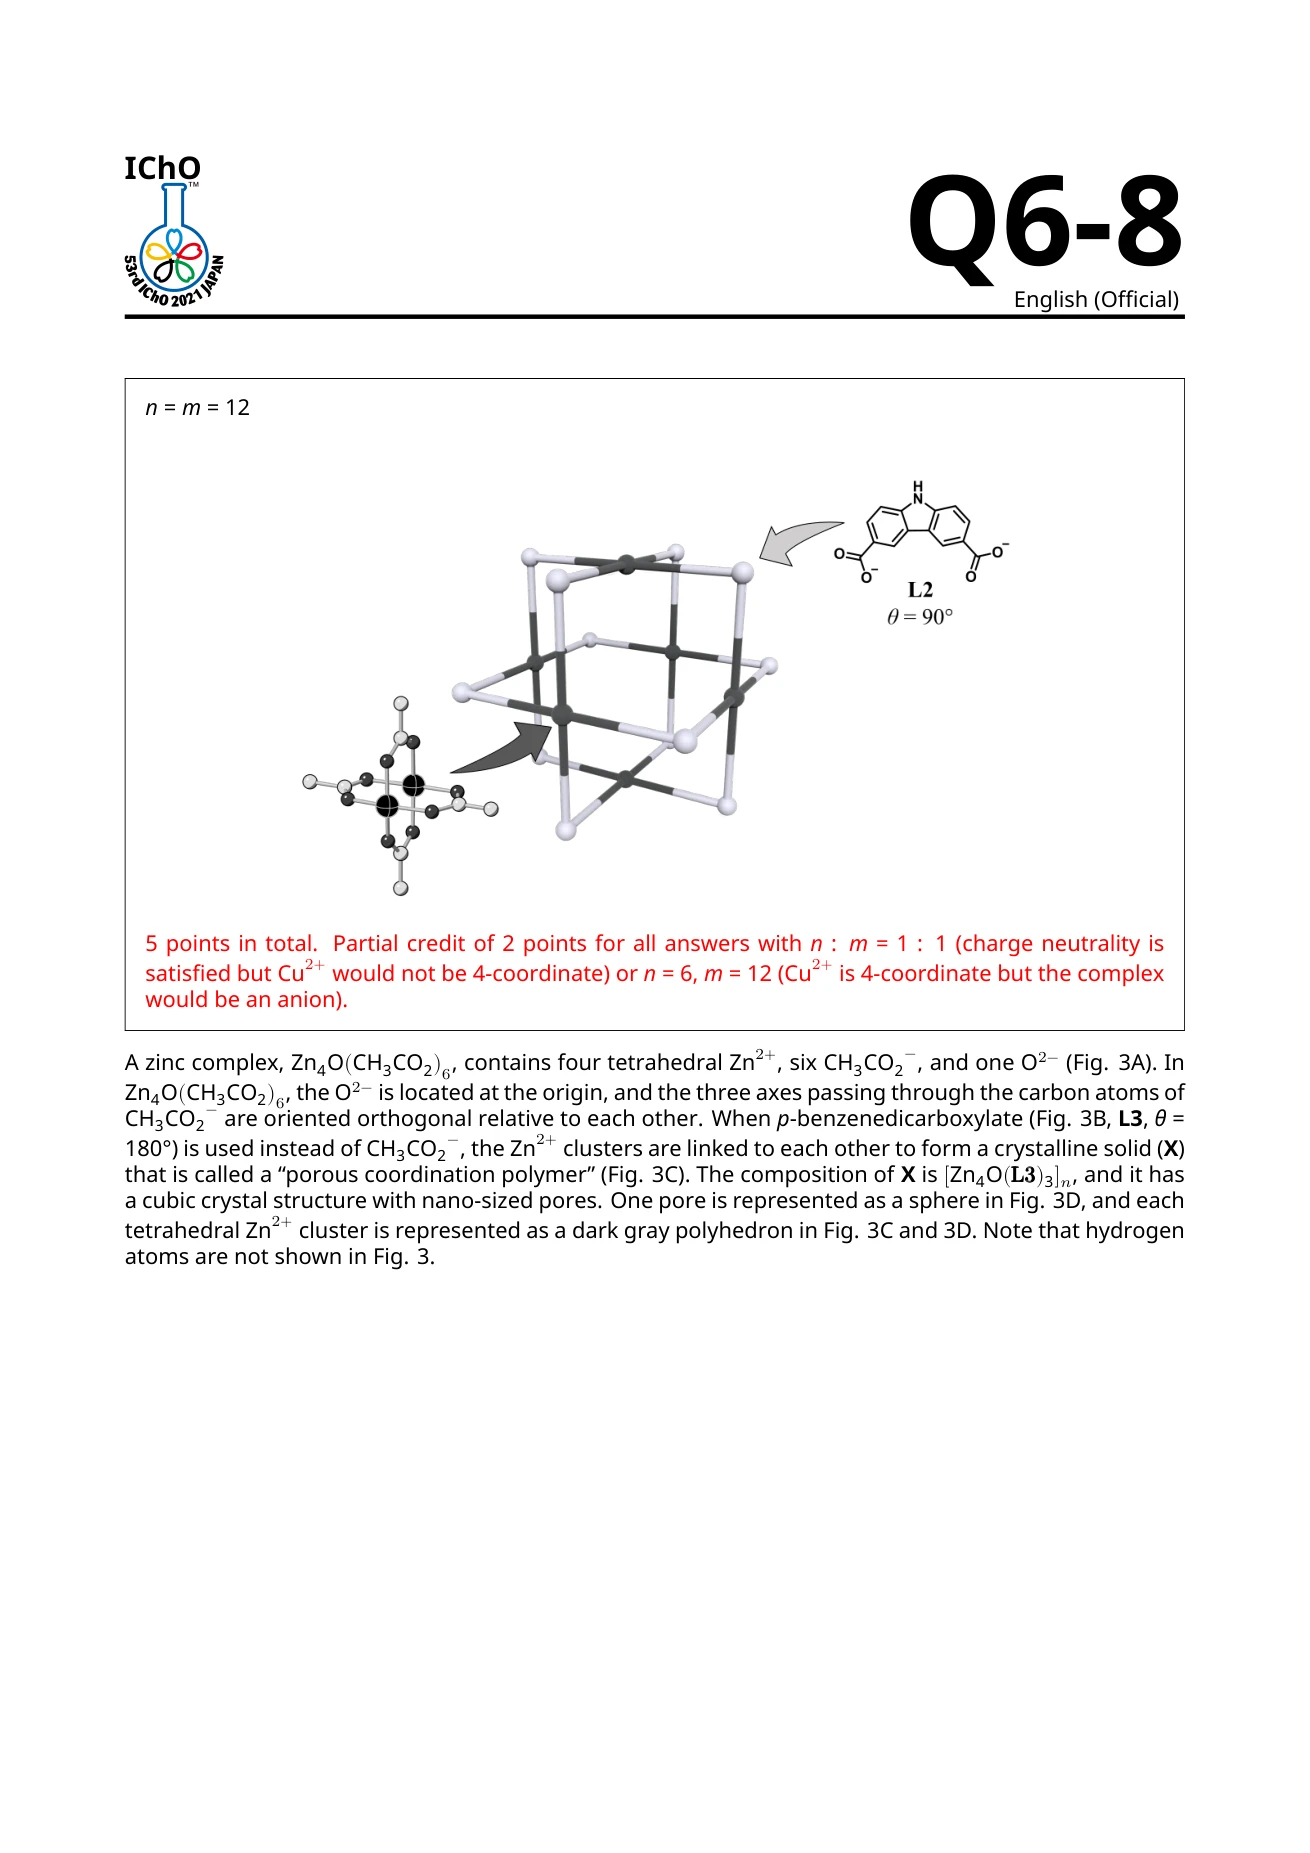 IChO
TM
53rd IChO 2021 JAPAN
Q6-8
English (Official)
n = m = 12
H
N
O
O⁻
O⁻
O
L2
θ = 90°
5 points in total. Partial credit of 2 points for all answers with n : m = 1 : 1 (charge neutrality is
satisfied but Cu²⁺ would not be 4-coordinate) or n = 6, m = 12 (Cu²⁺ is 4-coordinate but the complex
would be an anion).
A zinc complex, Zn₄O(CH₃CO₂)₆, contains four tetrahedral Zn²⁺, six CH₃CO₂⁻, and one O²⁻ (Fig. 3A). In
Zn₄O(CH₃CO₂)₆, the O²⁻ is located at the origin, and the three axes passing through the carbon atoms of
CH₃CO₂⁻ are oriented orthogonal relative to each other. When p-benzenedicarboxylate (Fig. 3B, L3, θ =
180°) is used instead of CH₃CO₂⁻, the Zn²⁺ clusters are linked to each other to form a crystalline solid (X)
that is called a “porous coordination polymer” (Fig. 3C). The composition of X is [Zn₄O(L3)₃]ₙ, and it has
a cubic crystal structure with nano-sized pores. One pore is represented as a sphere in Fig. 3D, and each
tetrahedral Zn²⁺ cluster is represented as a dark gray polyhedron in Fig. 3C and 3D. Note that hydrogen
atoms are not shown in Fig. 3.